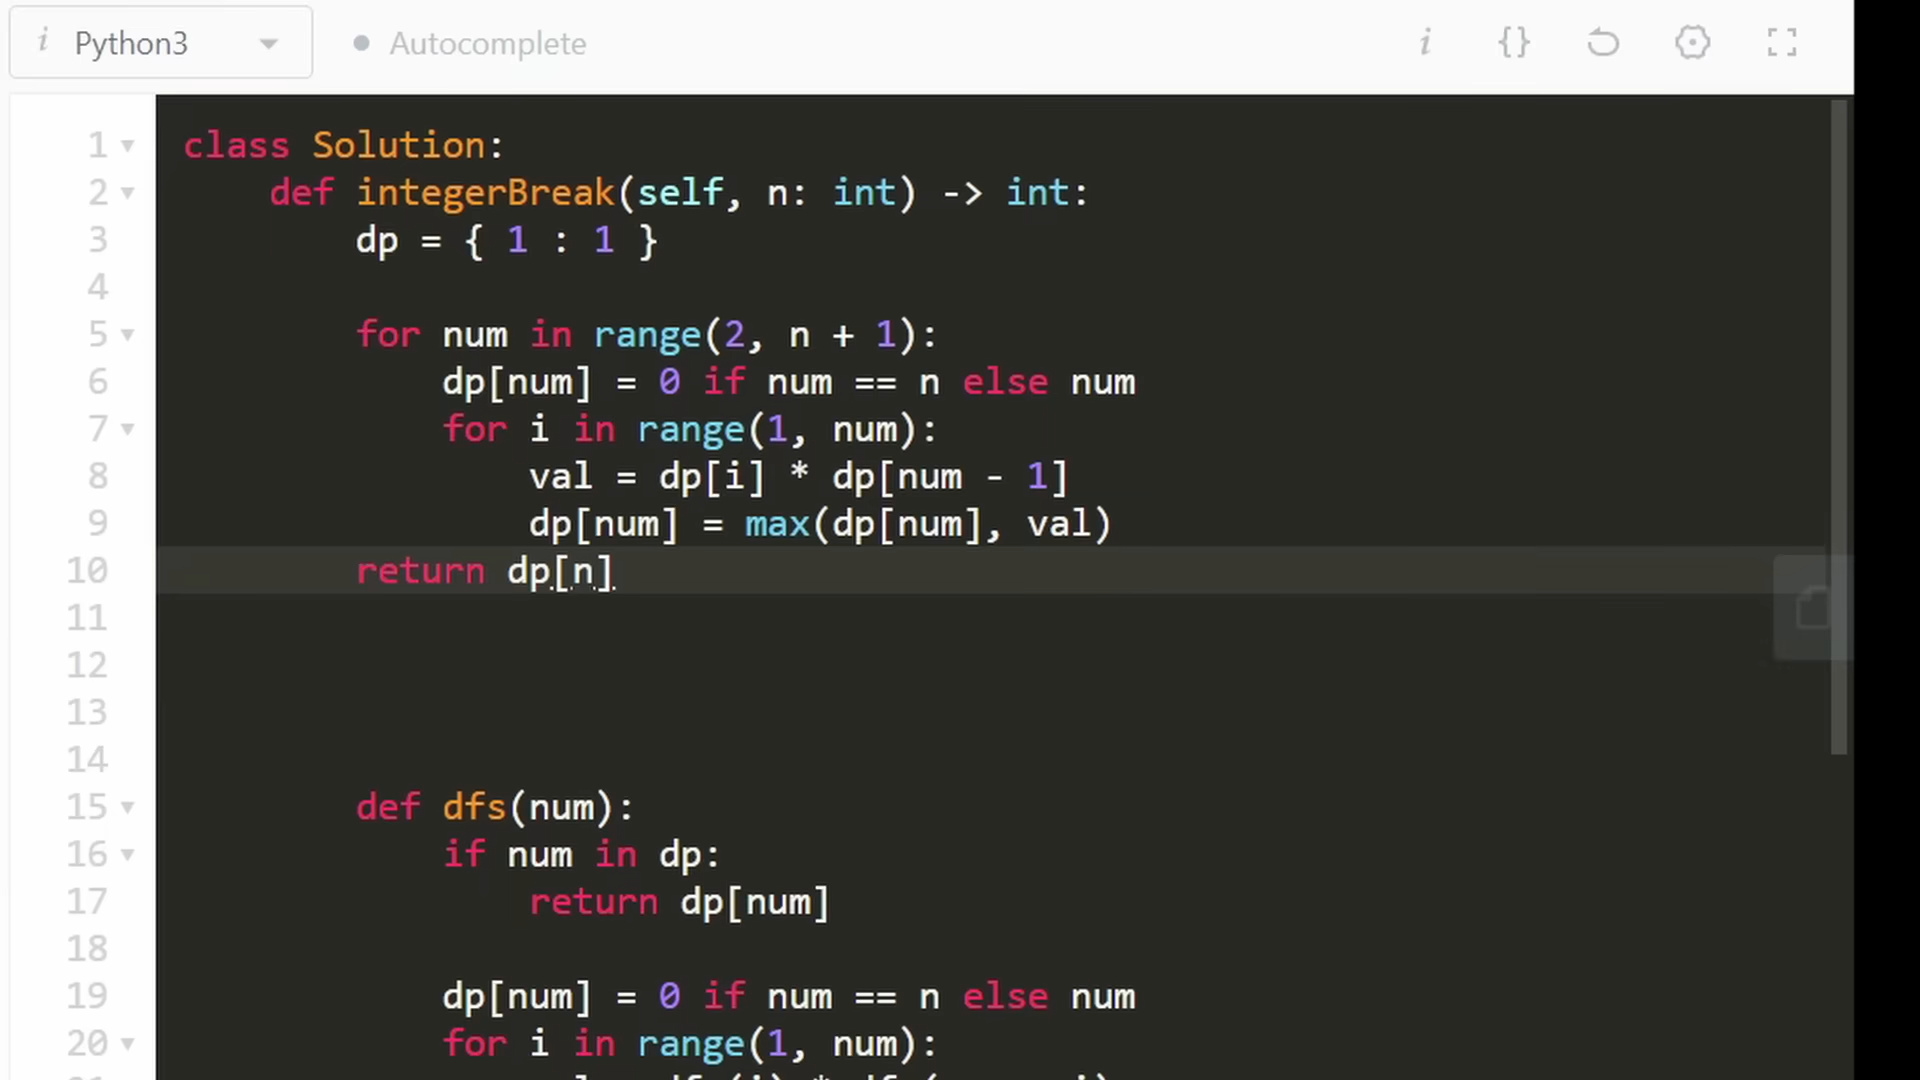 i Python3 Autocomplete i {}
1 class Solution:
2 def integerBreak(self, n: int) -> int:
3 dp = { 1 : 1 }
4
5 for num in range(2, n + 1):
6 dp[num] = 0 if num == n else num
7 for i in range(1, num):
8 val = dp[i] * dp[num - 1]
9 dp[num] = max(dp[num], val)
10 return dp[n]
11
12
13
14
15 def dfs(num):
16 if num in dp:
17 return dp[num]
18
19 dp[num] = 0 if num == n else num
20 for i in range(1, num):